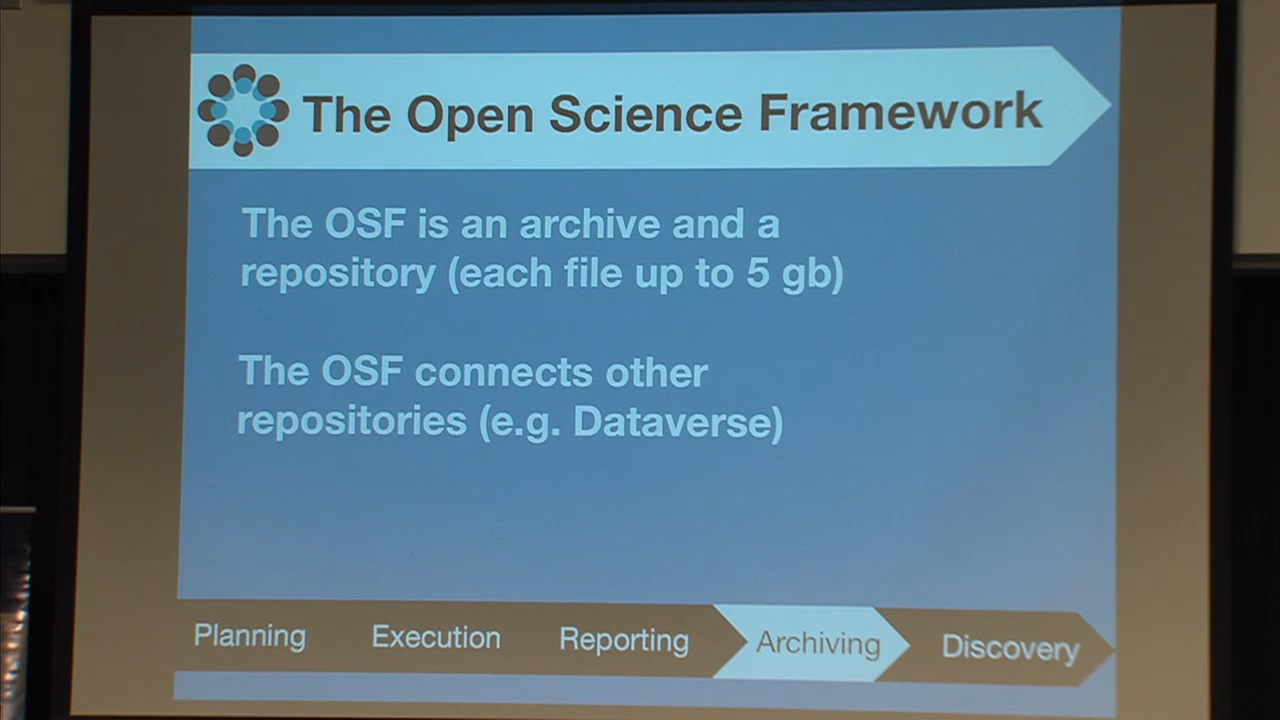 The Open Science Framework
The OSF is an archive and a
repository (each file up to 5 gb)
The OSF connects other
repositories (e.g. Dataverse)
Planning Execution Reporting Archiving Discovery